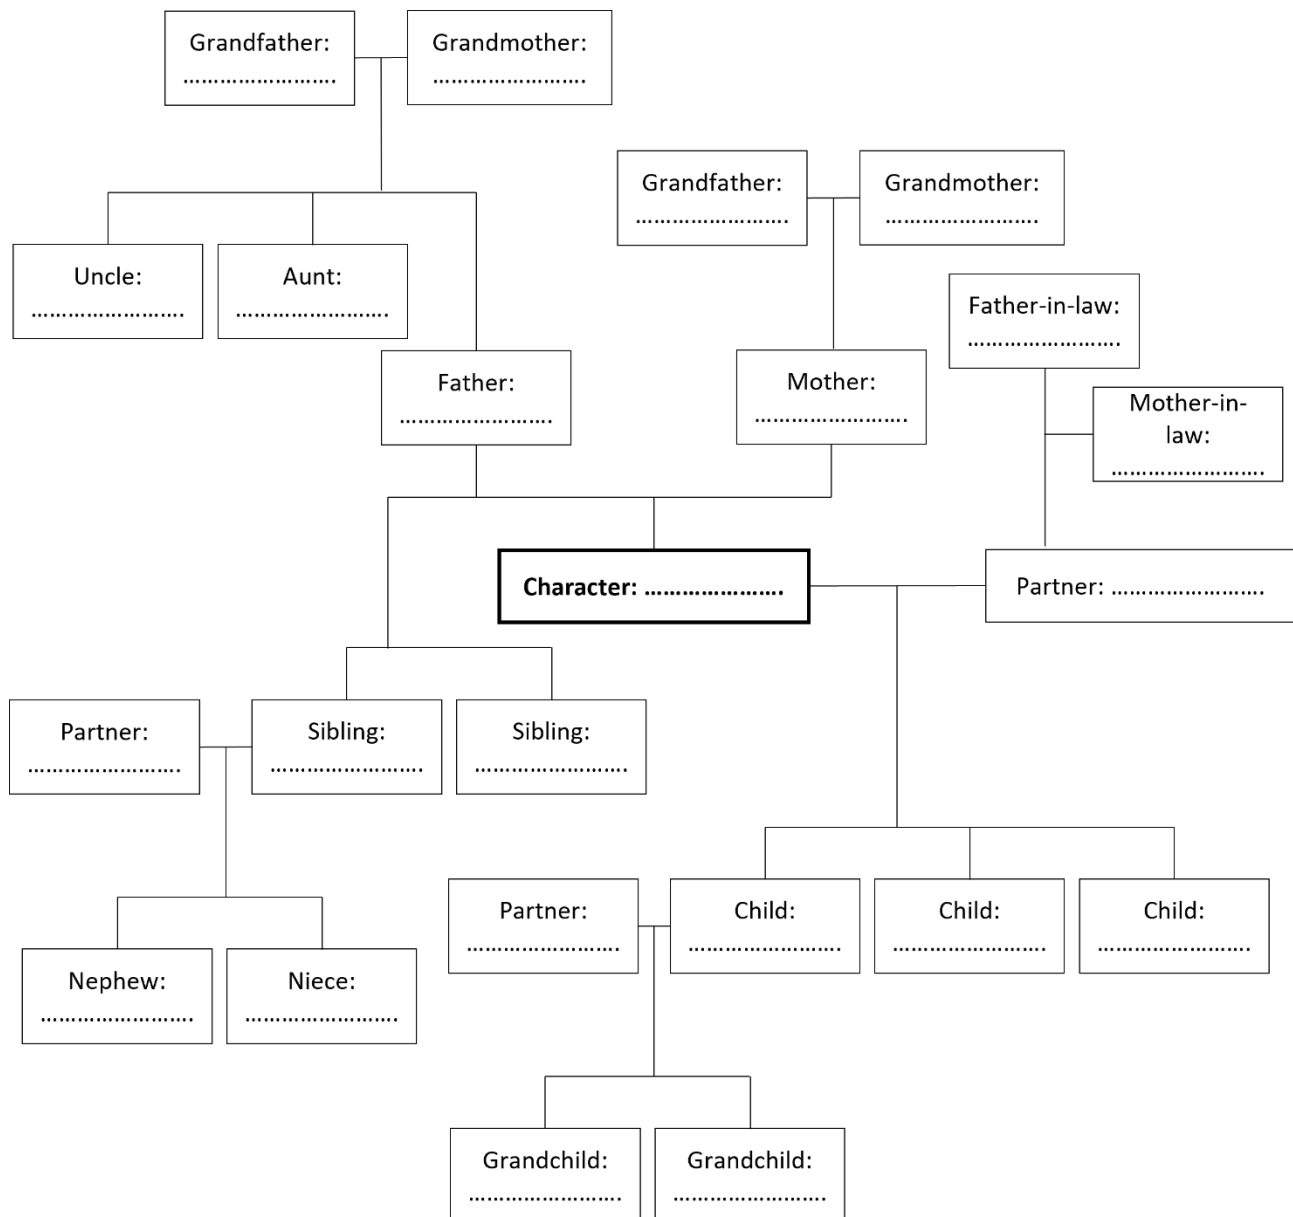 Grandfather:
…………………….
Grandmother:
…………………….
Grandfather:
…………………….
Grandmother:
…………………….
Uncle:
…………………….
Aunt:
…………………….
Father-in-law:
…………………….
Father:
…………………….
Mother:
…………………….
Mother-in-
law:
…………………….
Character: ………………….
Partner: …………………….
Partner:
…………………….
Sibling:
…………………….
Sibling:
…………………….
Partner:
…………………….
Child:
…………………….
Child:
…………………….
Child:
…………………….
Nephew:
…………………….
Niece:
…………………….
Grandchild:
…………………….
Grandchild:
…………………….